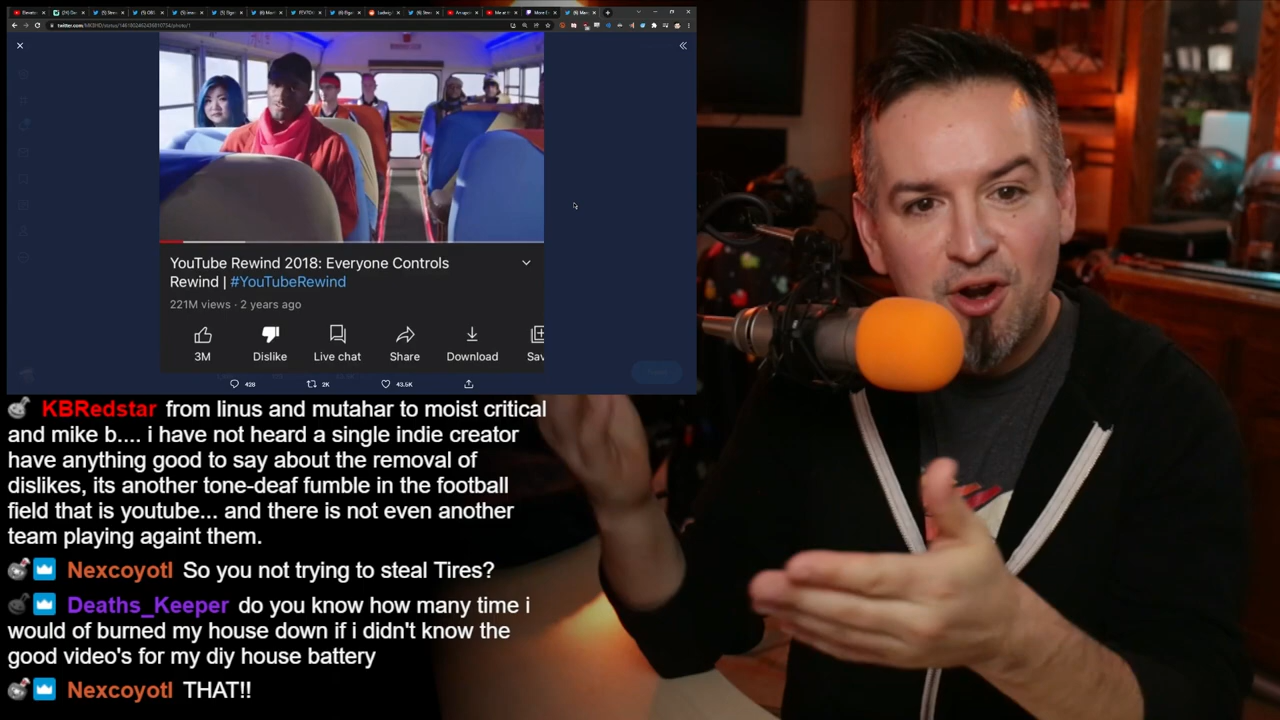 YouTube Rewind 2018: Everyone Controls
Rewind | #YouTubeRewind
221M views · 2 years ago
3M
Dislike
Live chat
Share
Download
Sav
428
2K
43.5K
KBRedstar from linus and mutahar to moist critical
and mike b.... i have not heard a single indie creator
have anything good to say about the removal of
dislikes, its another tone-deaf fumble in the football
field that is youtube... and there is not even another
team playing againt them.
Nexcoyotl So you not trying to steal Tires?
Deaths_Keeper do you know how many time i
would of burned my house down if i didn't know the
good video's for my diy house battery
Nexcoyotl THAT!!